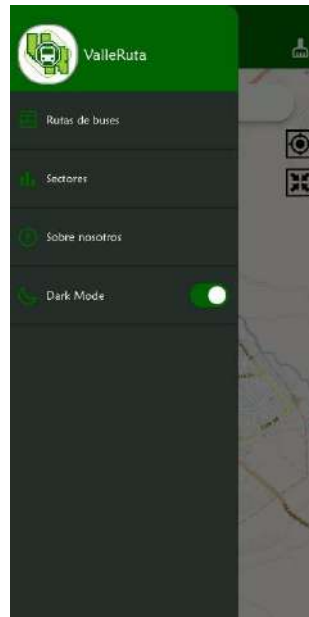 ValleRuta
Rutas de buses
Sectores
Sobre nosotros
Dark Mode